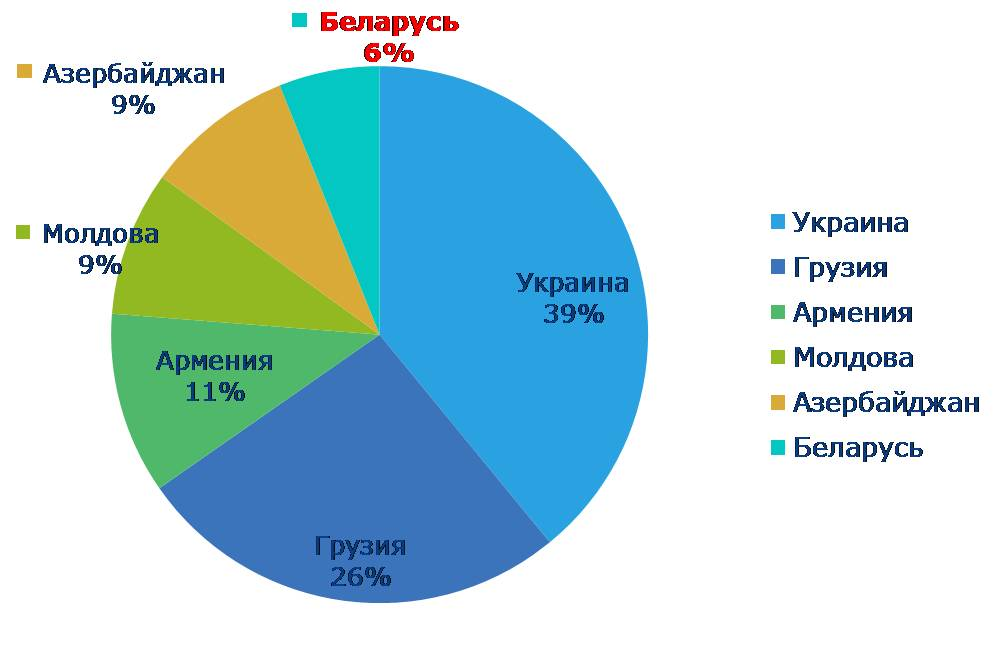 Беларусь
6%
Азербайджан
9%
Молдова
9%
Украина
39%
Армения
11%
Грузия
26%
Украина
Грузия
Армения
Молдова
Азербайджан
Беларусь